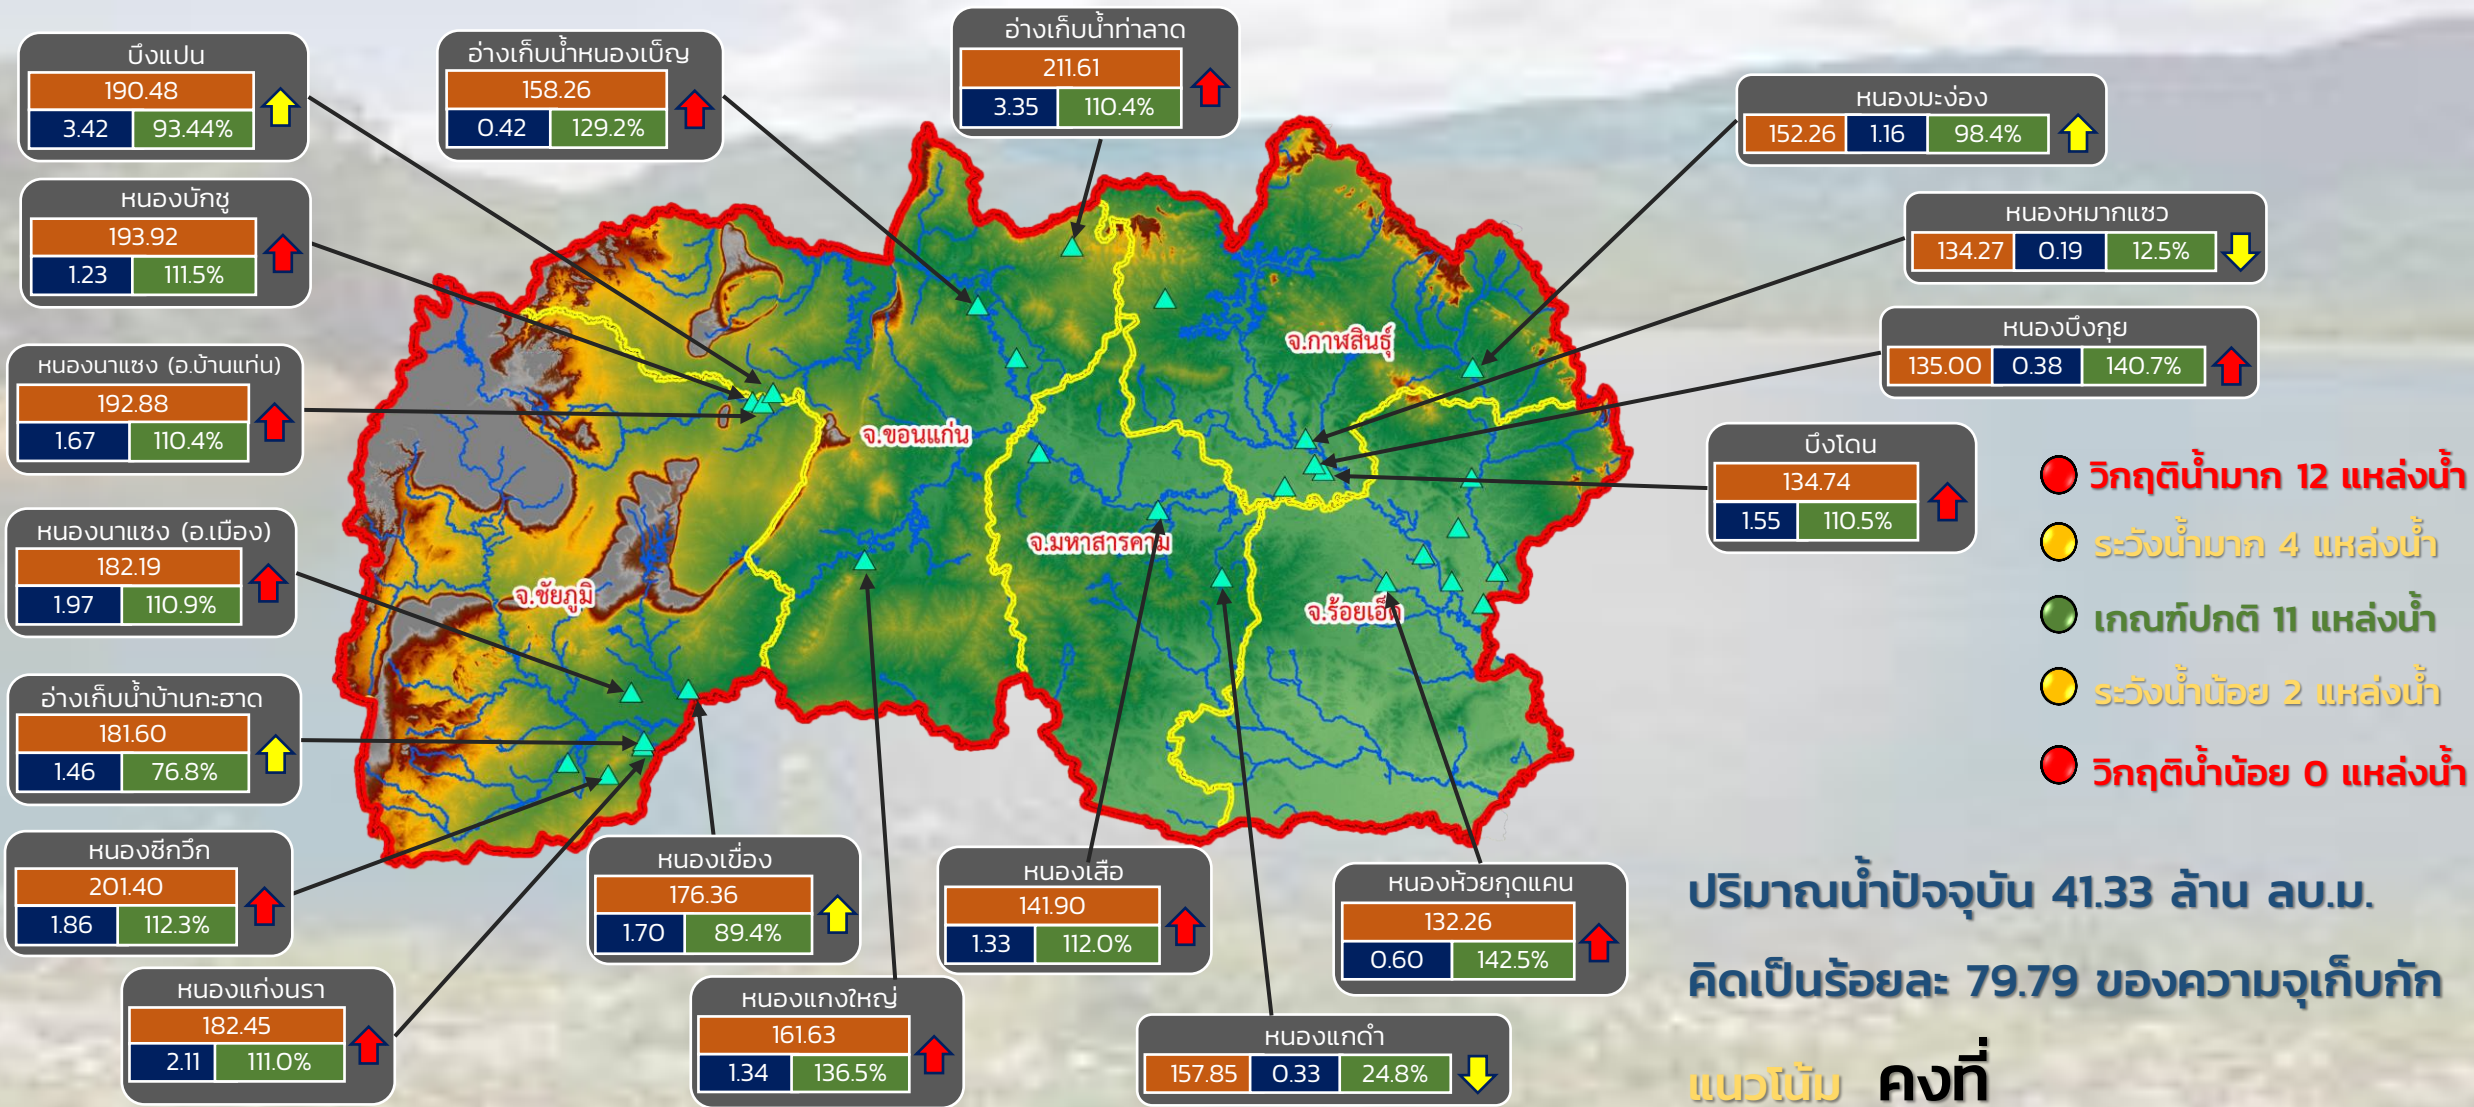 บึงแปน
190.48
3.42 93.44%
อ่างเก็บน้ำหนองเบ็ญ
158.26
0.42 129.2%
อ่างเก็บน้ำท่าลาด
211.61
3.35 110.4%
หนองมะง่อง
152.26 1.16 98.4%
หนองบักชู
193.92
1.23 111.5%
หนองหมากแซว
134.27 0.19 12.5%
หนองบึงกุย
135.00 0.38 140.7%
หนองนาแซง (อ.บ้านแท่น)
192.88
1.67 110.4%
บึงโดน
134.74
1.55 110.5%
หนองนาแซง (อ.เมือง)
182.19
1.97 110.9%
อ่างเก็บน้ำบ้านกะฮาด
181.60
1.46 76.8%
หนองซีกวึก
201.40
1.86 112.3%
หนองแก่งนรา
182.45
2.11 111.0%
หนองเขื่อง
176.36
1.70 89.4%
หนองแกงใหญ่
161.63
1.34 136.5%
หนองเสือ
141.90
1.33 112.0%
หนองแกดำ
157.85 0.33 24.8%
หนองห้วยกุดแคน
132.26
0.60 142.5%
จ.กาฬสินธุ์
จ.ขอนแก่น
จ.มหาสารคาม
จ.ชัยภูมิ
จ.ร้อยเอ็ด
วิกฤติน้ำมาก 12 แหล่งน้ำ
ระวังน้ำมาก 4 แหล่งน้ำ
เกณฑ์ปกติ 11 แหล่งน้ำ
ระวังน้ำน้อย 2 แหล่งน้ำ
วิกฤติน้ำน้อย 0 แหล่งน้ำ
ปริมาณน้ำปัจจุบัน 41.33 ล้าน ลบ.ม.
คิดเป็นร้อยละ 79.79 ของความจุเก็บกัก
แนวโน้ม คงที่